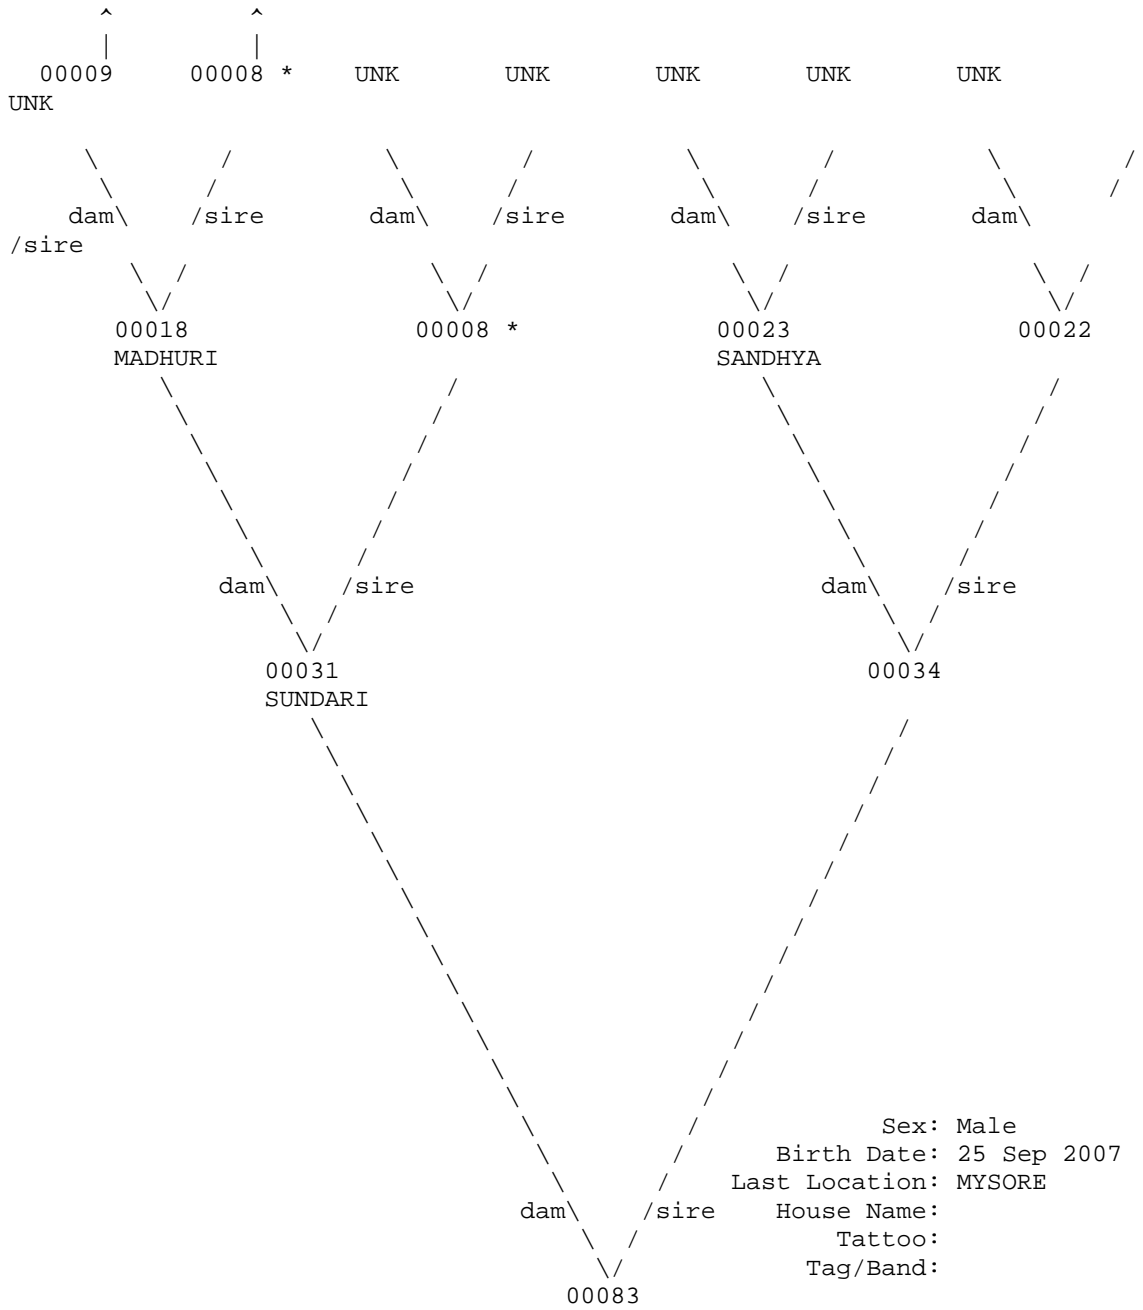 ^ ^
| |
00009 00008 * UNK UNK UNK UNK UNK
UNK
\ / \ / \ / \ /
\ / \ / \ / \ /
dam\ /sire dam\ /sire dam\ /sire dam\
/sire
\ / \ / \ / \ /
\ / \ / \ / \ /
\/ \/ \/ \/
00018 00008 * 00023 00022
MADHURI SANDHYA
\ / \ /
\ / \ /
\ / \ /
\ / \ /
\ / \ /
\ / \ /
\ / \ /
dam\ /sire dam\ /sire
\ / \ /
\/ \/
00031 00034
SUNDARI
\ /
\ /
\ /
\ /
\ /
\ /
\ /
\ /
\ /
\ /
\ /
\ /
\ /
\ /
\ / Sex: Male
\ / Birth Date: 25 Sep 2007
\ / Last Location: MYSORE
dam\ /sire House Name:
\ / Tattoo:
\/ Tag/Band:
00083